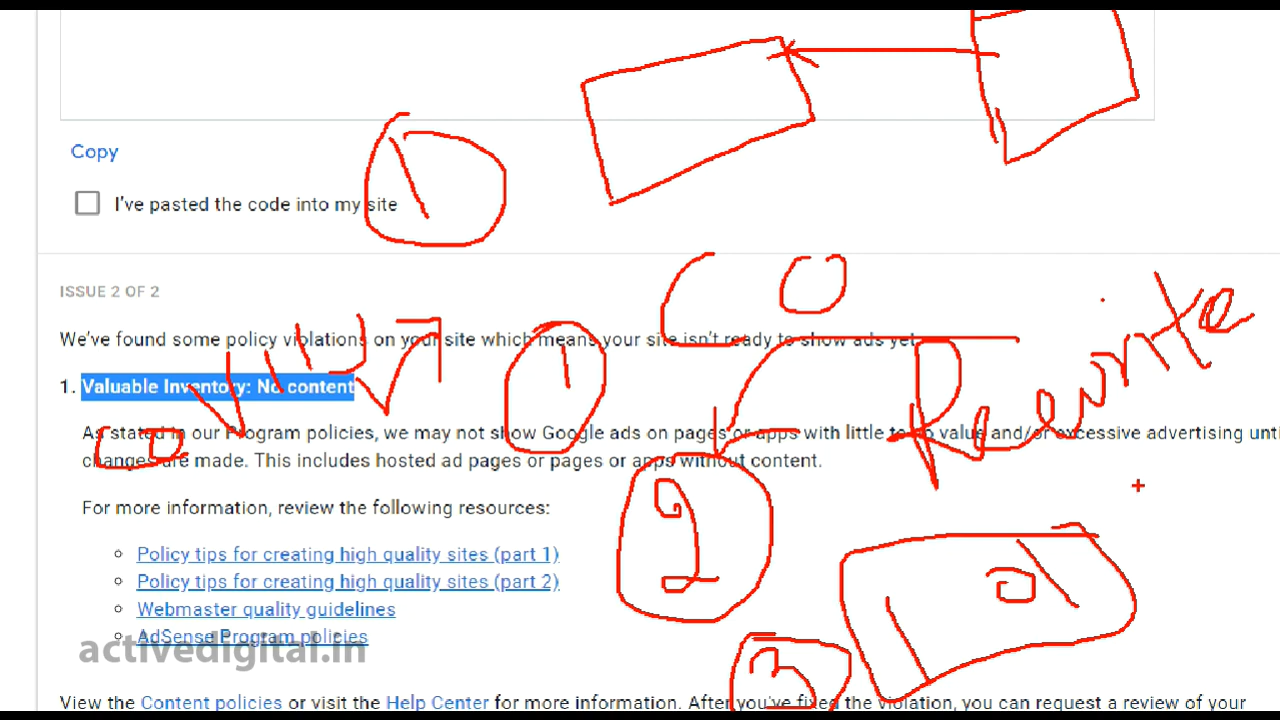 Copy
I've pasted the code into my site
ISSUE 2 OF 2
We've found some policy violations on your site which means your site isn't ready to show ads yet.
1. Valuable Inventory: No content
As stated in our Program policies, we may not show Google ads on pages or apps with little to no value and/or excessive advertising until
changes are made. This includes hosted ad pages or pages or apps without content.
For more information, review the following resources:
Policy tips for creating high quality sites (part 1)
Policy tips for creating high quality sites (part 2)
Webmaster quality guidelines
AdSense Program policies
activedigital.in
View the Content policies or visit the Help Center for more information. After you've fixed the violation, you can request a review of your
1
1
2
3
Rewrite